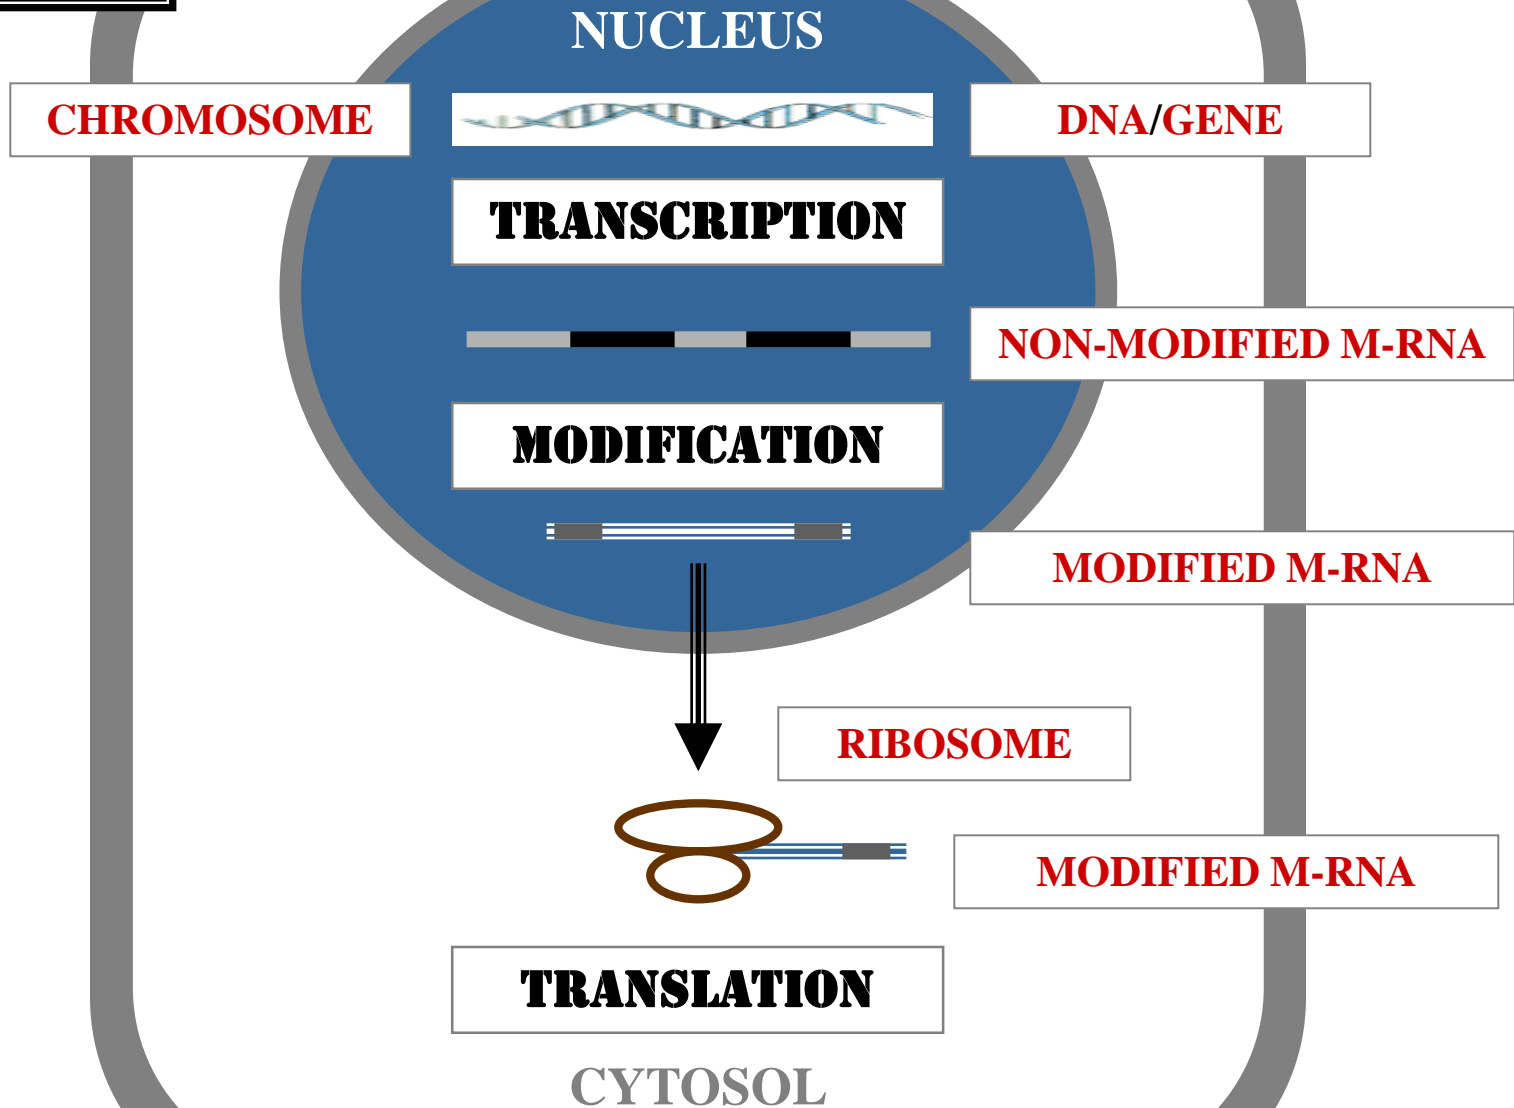 NUCLEUS
CHROMOSOME
DNA/GENE
TRANSCRIPTION
NON-MODIFIED M-RNA
MODIFICATION
MODIFIED M-RNA
RIBOSOME
MODIFIED M-RNA
TRANSLATION
CYTOSOL